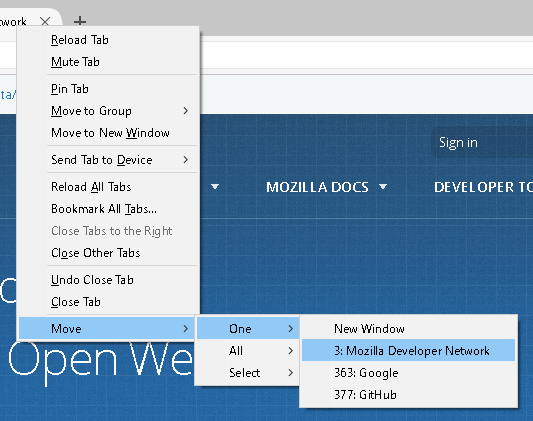 twork
Reload Tab
Mute Tab
Pin Tab
Move to Group
Move to New Window
Send Tab to Device
Reload All Tabs
Bookmark All Tabs...
Close Tabs to the Right
Close Other Tabs
Undo Close Tab
Close Tab
Move
One
All
Select
New Window
3: Mozilla Developer Network
363: Google
377: GitHub
ta/
Sign in
MOZILLA DOCS
DEVELOPER TO
Open We